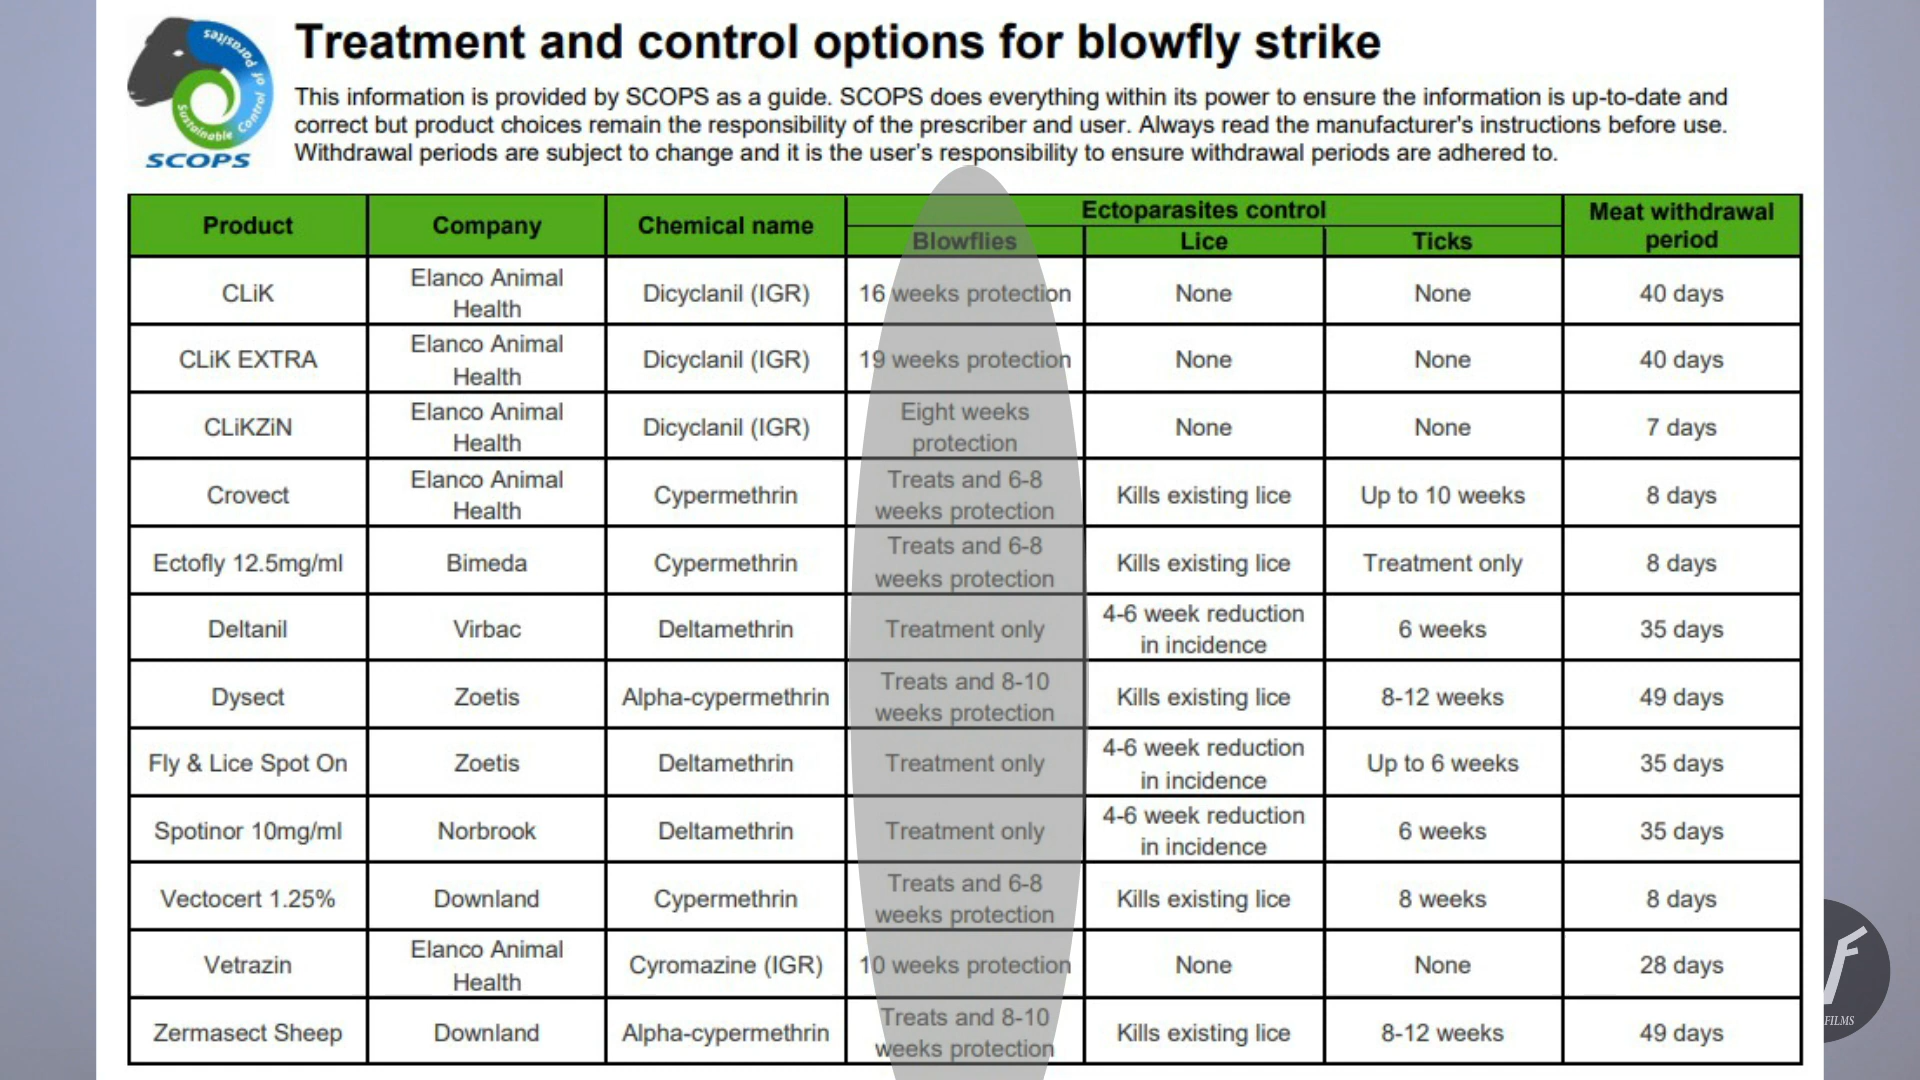 Sustainable Control of Parasites
SCOPS
Treatment and control options for blowfly strike
This information is provided by SCOPS as a guide. SCOPS does everything within its power to ensure the information is up-to-date and
correct but product choices remain the responsibility of the prescriber and user. Always read the manufacturer's instructions before use.
Withdrawal periods are subject to change and it is the user's responsibility to ensure withdrawal periods are adhered to.
Product Company Chemical name Ectoparasites control Meat withdrawal
period
Blowflies Lice Ticks
CLiK Elanco Animal
Health Dicyclanil (IGR) 16 weeks protection None None 40 days
CLiK EXTRA Elanco Animal
Health Dicyclanil (IGR) 19 weeks protection None None 40 days
CLiKZiN Elanco Animal
Health Dicyclanil (IGR) Eight weeks
protection None None 7 days
Crovect Elanco Animal
Health Cypermethrin Treats and 6-8
weeks protection Kills existing lice Up to 10 weeks 8 days
Ectofly 12.5mg/ml Bimeda Cypermethrin Treats and 6-8
weeks protection Kills existing lice Treatment only 8 days
Deltanil Virbac Deltamethrin Treatment only 4-6 week reduction
in incidence 6 weeks 35 days
Dysect Zoetis Alpha-cypermethrin Treats and 8-10
weeks protection Kills existing lice 8-12 weeks 49 days
Fly & Lice Spot On Zoetis Deltamethrin Treatment only 4-6 week reduction
in incidence Up to 6 weeks 35 days
Spotinor 10mg/ml Norbrook Deltamethrin Treatment only 4-6 week reduction
in incidence 6 weeks 35 days
Vectocert 1.25% Downland Cypermethrin Treats and 6-8
weeks protection Kills existing lice 8 weeks 8 days
Vetrazin Elanco Animal
Health Cyromazine (IGR) 10 weeks protection None None 28 days
Zermasect Sheep Downland Alpha-cypermethrin Treats and 8-10
weeks protection Kills existing lice 8-12 weeks 49 days
F
FILMS